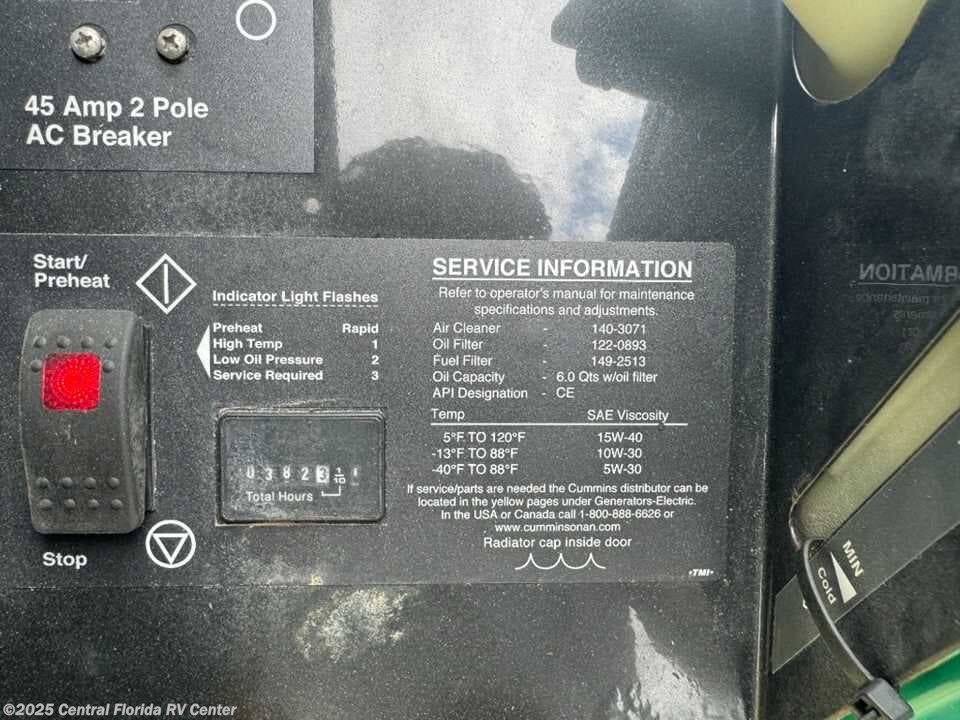 45 Amp 2 Pole
AC Breaker
Start/
Preheat
Indicator Light Flashes
Preheat Rapid
High Temp 1
Low Oil Pressure 2
Service Required 3
03823 1/10
Total Hours
Stop
SERVICE INFORMATION
Refer to operator's manual for maintenance
specifications and adjustments.
Air Cleaner - 140-3071
Oil Filter - 122-0893
Fuel Filter - 149-2513
Oil Capacity - 6.0 Qts w/oil filter
API Designation - CE
Temp SAE Viscosity
5°F TO 120°F 15W-40
-13°F TO 88°F 10W-30
-40°F TO 88°F 5W-30
If service/parts are needed the Cummins distributor can be
located in the yellow pages under Generators-Electric.
In the USA or Canada call 1-800-888-6626 or
www.cumminsonan.com
Radiator cap inside door
•TMI•
MIN
Cold
©2025 Central Florida RV Center